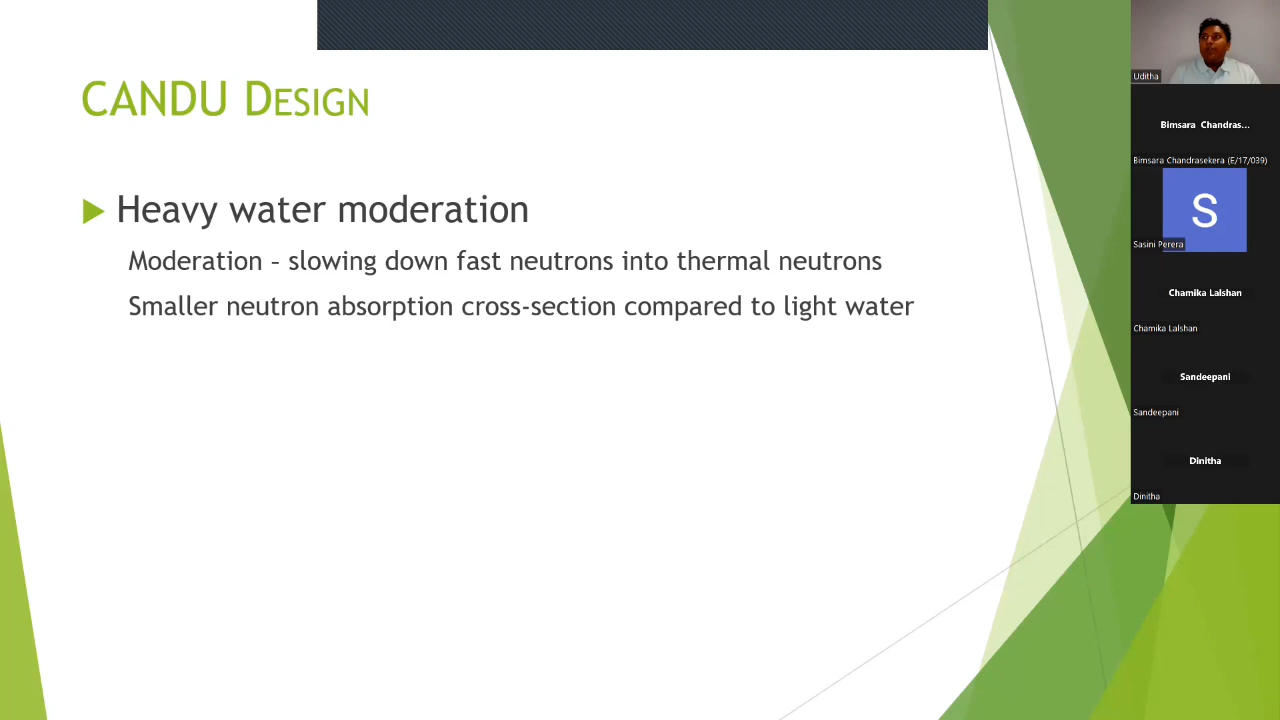 CANDU DESIGN
Heavy water moderation
Moderation – slowing down fast neutrons into thermal neutrons
Smaller neutron absorption cross-section compared to light water
Uditha
Bimsara Chandras...
Bimsara Chandrasekera (E/17/039)
S
Sasini Perera
Chamika Lalshan
Chamika Lalshan
Sandeepani
Sandeepani
Dinitha
Dinitha